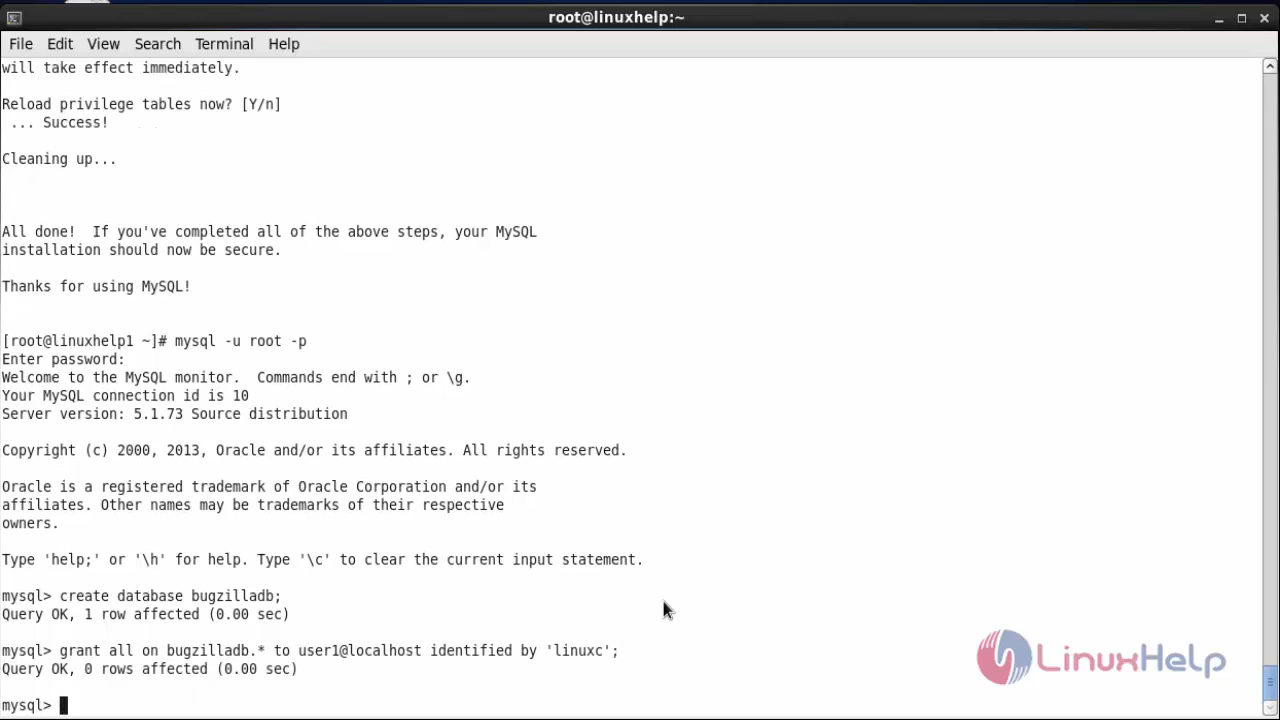 root@linuxhelp:~
File Edit View Search Terminal Help
will take effect immediately.
Reload privilege tables now? [Y/n]
... Success!
Cleaning up...
All done!  If you've completed all of the above steps, your MySQL
installation should now be secure.
Thanks for using MySQL!
[root@linuxhelp1 ~]# mysql -u root -p
Enter password:
Welcome to the MySQL monitor.  Commands end with ; or \g.
Your MySQL connection id is 10
Server version: 5.1.73 Source distribution
Copyright (c) 2000, 2013, Oracle and/or its affiliates. All rights reserved.
Oracle is a registered trademark of Oracle Corporation and/or its
affiliates. Other names may be trademarks of their respective
owners.
Type 'help;' or '\h' for help. Type '\c' to clear the current input statement.
mysql> create database bugzilladb;
Query OK, 1 row affected (0.00 sec)
mysql> grant all on bugzilladb.* to user1@localhost identified by 'linuxc';
Query OK, 0 rows affected (0.00 sec)
LinuxHelp
mysql>